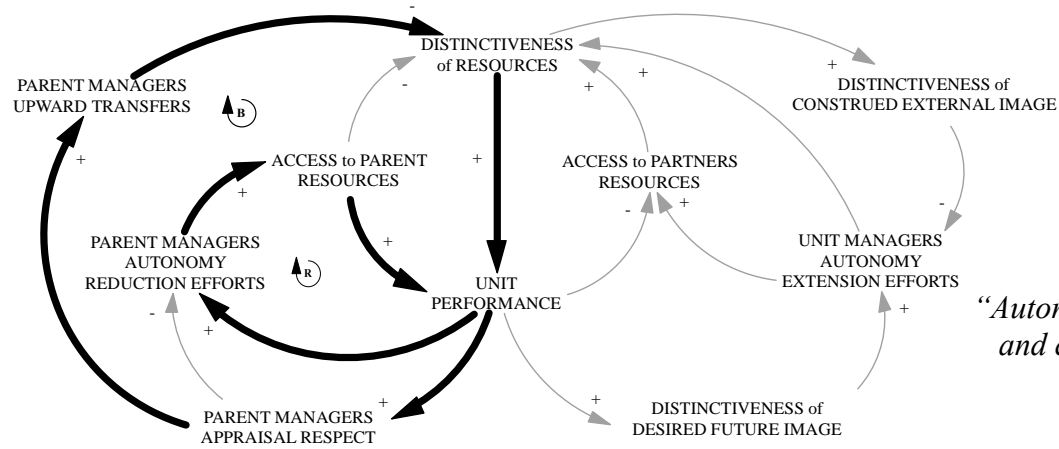 -
DISTINCTIVENESS
of RESOURCES
+
+
DISTINCTIVENESS of
CONSTRUED EXTERNAL IMAGE
PARENT MANAGERS
UPWARD TRANSFERS
B
-
+
+
+
ACCESS to PARENT
RESOURCES
+
ACCESS to PARTNERS
RESOURCES
-
+
-
+
PARENT MANAGERS
AUTONOMY
REDUCTION EFFORTS
+
R
UNIT
PERFORMANCE
UNIT MANAGERS
AUTONOMY
EXTENSION EFFORTS
-
+
+
+
+
PARENT MANAGERS
APPRAISAL RESPECT
DISTINCTIVENESS of
DESIRED FUTURE IMAGE
and